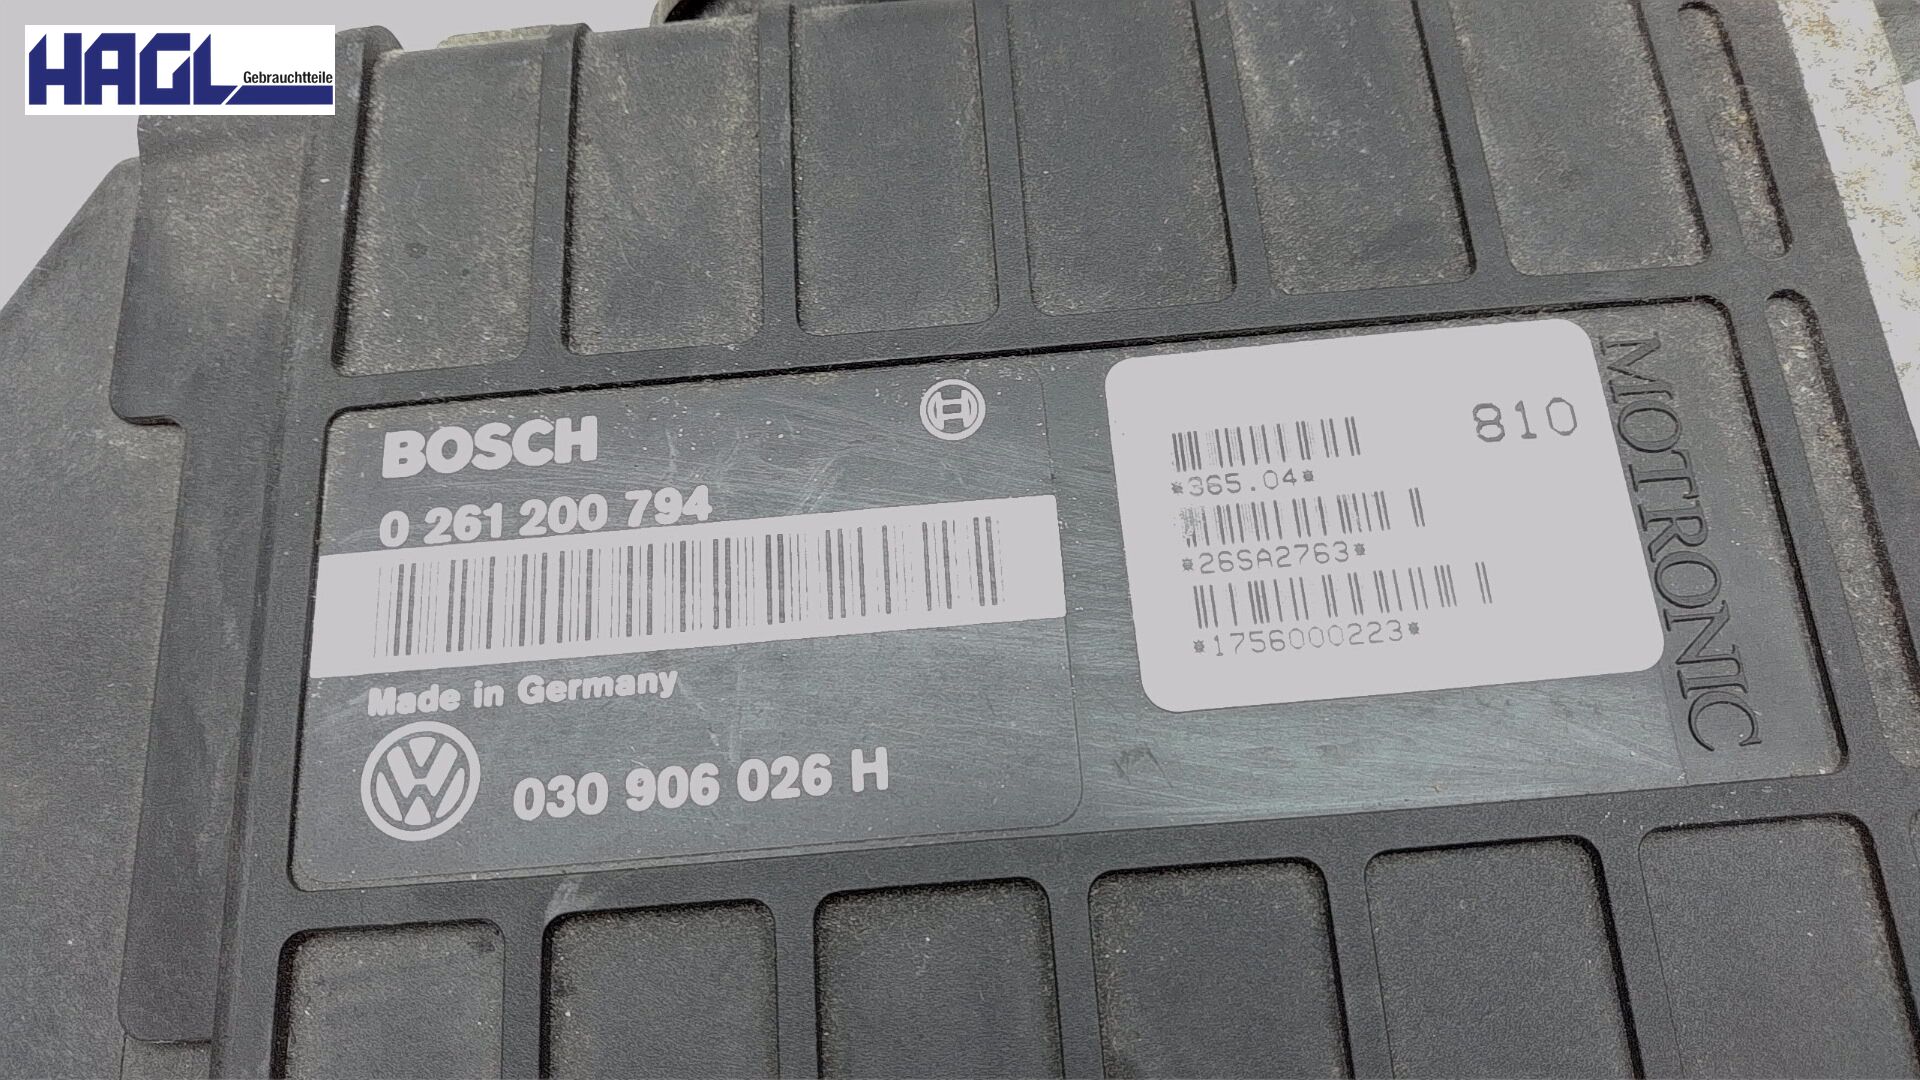 HAGL
Gebrauchtteile
BOSCH
0 261 200 794
Made in Germany
030 906 026 H
810
*365.04*
*26SA2763*
*1756000223*
MOTRONIC